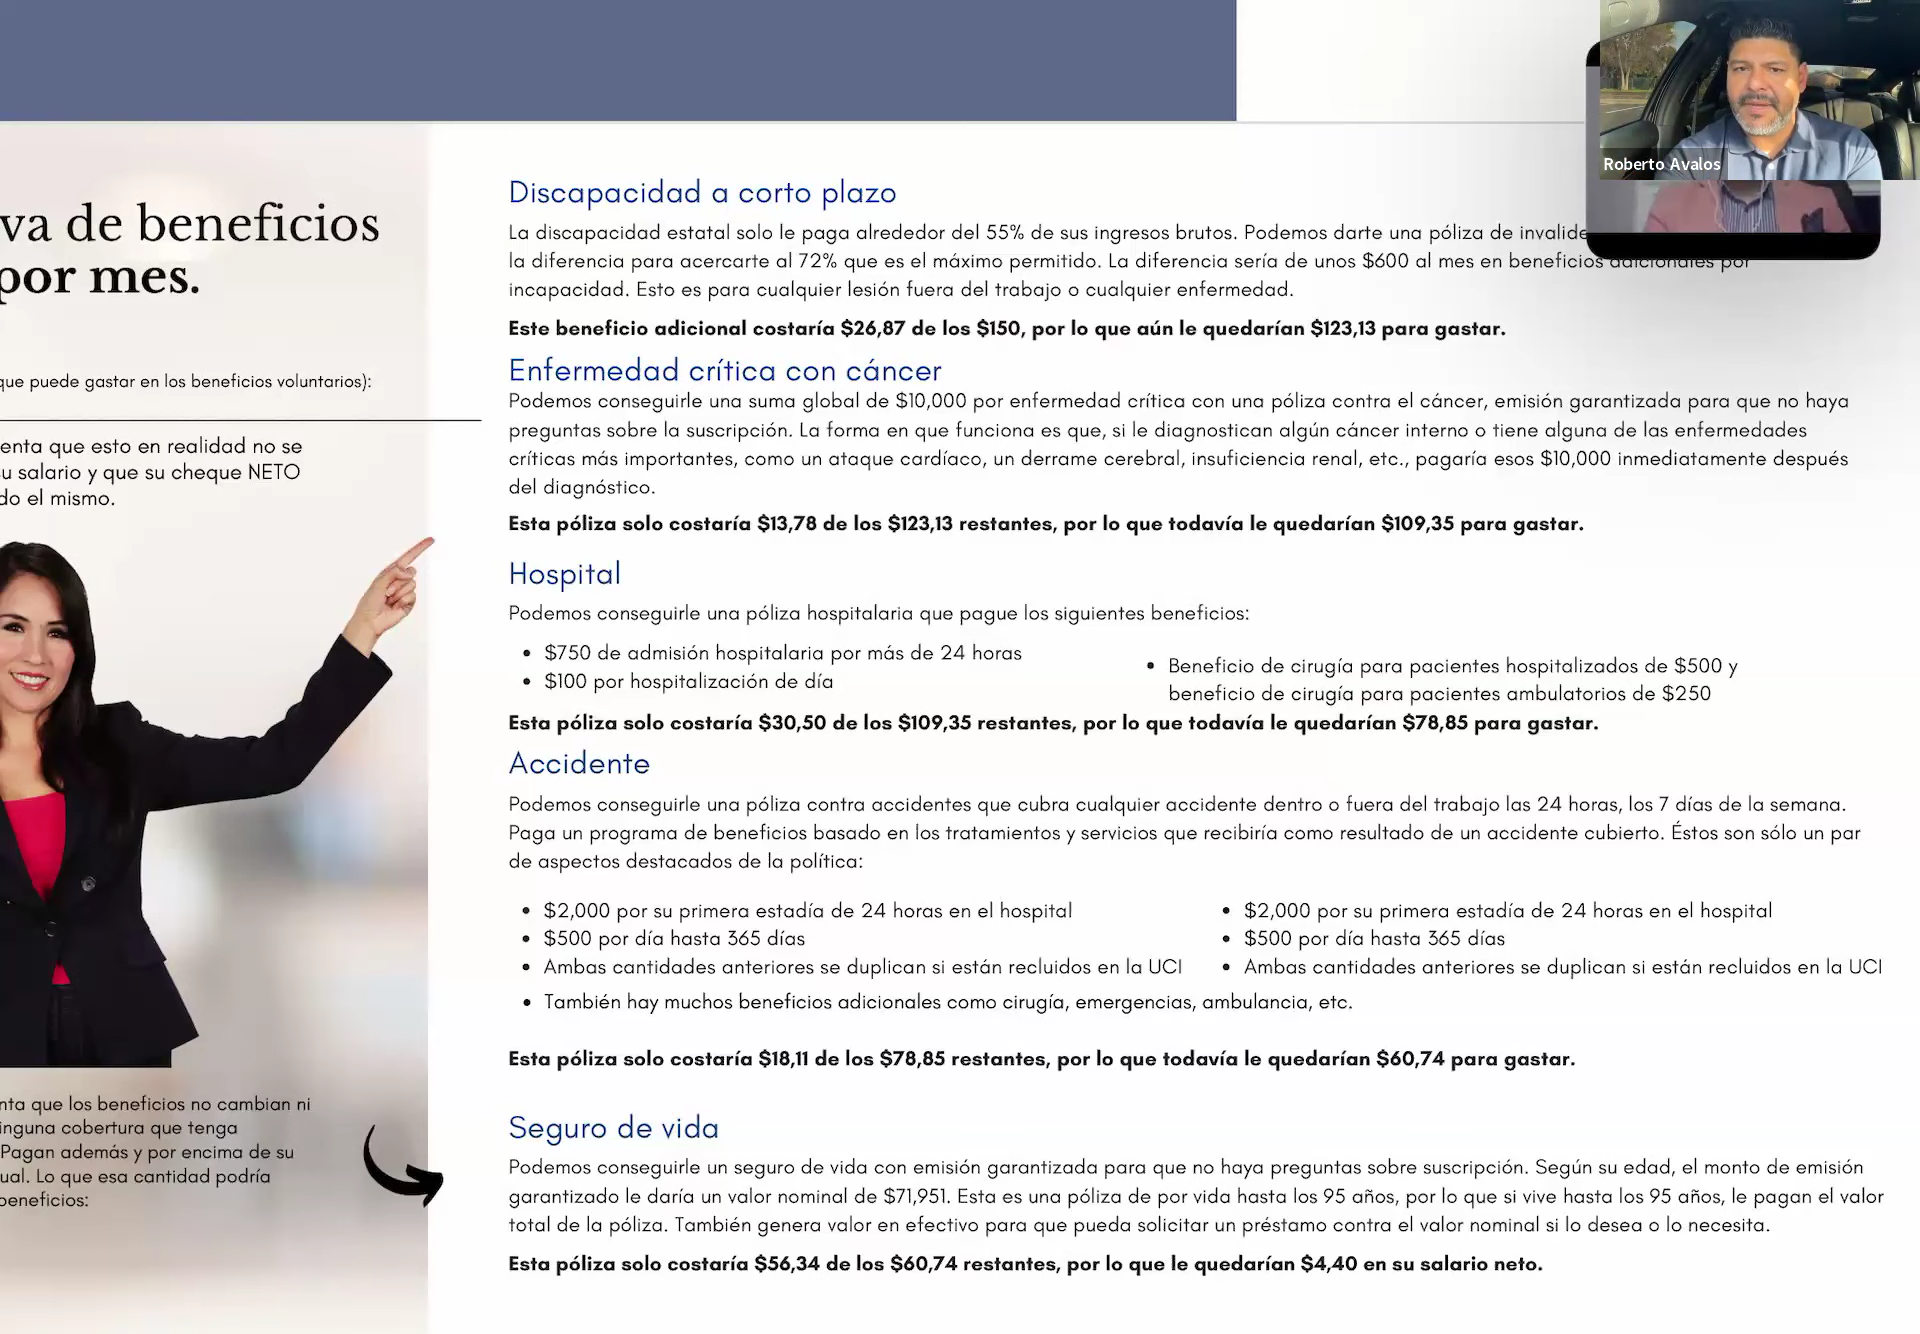 Roberto Avalos
va de beneficios
por mes.
que puede gastar en los beneficios voluntarios):
enta que esto en realidad no se
su salario y que su cheque NETO
do el mismo.
nta que los beneficios no cambian ni
inguna cobertura que tenga
Pagan además y por encima de su
ual. Lo que esa cantidad podría
beneficios:
Discapacidad a corto plazo
La discapacidad estatal solo le paga alrededor del 55% de sus ingresos brutos. Podemos darte una póliza de invalide
la diferencia para acercarte al 72% que es el máximo permitido. La diferencia sería de unos $600 al mes en beneficios adicionales por
incapacidad. Esto es para cualquier lesión fuera del trabajo o cualquier enfermedad.
Este beneficio adicional costaría $26,87 de los $150, por lo que aún le quedarían $123,13 para gastar.
Enfermedad crítica con cáncer
Podemos conseguirle una suma global de $10,000 por enfermedad crítica con una póliza contra el cáncer, emisión garantizada para que no haya
preguntas sobre la suscripción. La forma en que funciona es que, si le diagnostican algún cáncer interno o tiene alguna de las enfermedades
críticas más importantes, como un ataque cardíaco, un derrame cerebral, insuficiencia renal, etc., pagaría esos $10,000 inmediatamente después
del diagnóstico.
Esta póliza solo costaría $13,78 de los $123,13 restantes, por lo que todavía le quedarían $109,35 para gastar.
Hospital
Podemos conseguirle una póliza hospitalaria que pague los siguientes beneficios:
• $750 de admisión hospitalaria por más de 24 horas
• $100 por hospitalización de día
• Beneficio de cirugía para pacientes hospitalizados de $500 y
beneficio de cirugía para pacientes ambulatorios de $250
Esta póliza solo costaría $30,50 de los $109,35 restantes, por lo que todavía le quedarían $78,85 para gastar.
Accidente
Podemos conseguirle una póliza contra accidentes que cubra cualquier accidente dentro o fuera del trabajo las 24 horas, los 7 días de la semana.
Paga un programa de beneficios basado en los tratamientos y servicios que recibiría como resultado de un accidente cubierto. Éstos son sólo un par
de aspectos destacados de la política:
• $2,000 por su primera estadía de 24 horas en el hospital
• $500 por día hasta 365 días
• Ambas cantidades anteriores se duplican si están recluidos en la UCI
• También hay muchos beneficios adicionales como cirugía, emergencias, ambulancia, etc.
• $2,000 por su primera estadía de 24 horas en el hospital
• $500 por día hasta 365 días
• Ambas cantidades anteriores se duplican si están recluidos en la UCI
Esta póliza solo costaría $18,11 de los $78,85 restantes, por lo que todavía le quedarían $60,74 para gastar.
Seguro de vida
Podemos conseguirle un seguro de vida con emisión garantizada para que no haya preguntas sobre suscripción. Según su edad, el monto de emisión
garantizado le daría un valor nominal de $71,951. Esta es una póliza de por vida hasta los 95 años, por lo que si vive hasta los 95 años, le pagan el valor
total de la póliza. También genera valor en efectivo para que pueda solicitar un préstamo contra el valor nominal si lo desea o lo necesita.
Esta póliza solo costaría $56,34 de los $60,74 restantes, por lo que le quedarían $4,40 en su salario neto.